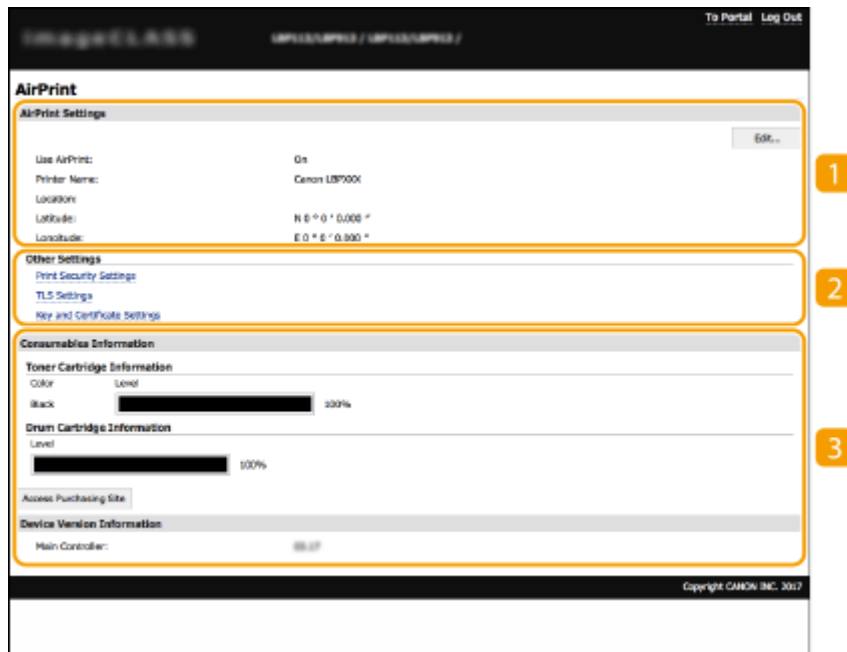 To Portal Log Out
imageCLASS
AirPrint
AirPrint Settings
Edit...
1
Use AirPrint: On
Printer Name: Canon LBPXXX
Location:
Latitude: N 0 ° 0 ' 0.000 "
Longitude: E 0 ° 0 ' 0.000 "
Other Settings
Print Security Settings
2
TLS Settings
Key and Certificate Settings
Consumables Information
Toner Cartridge Information
Color Level
Black 100%
Drum Cartridge Information
3
Level
100%
Access Purchasing Site
Device Version Information
Main Controller:
Copyright CANON INC. 2017